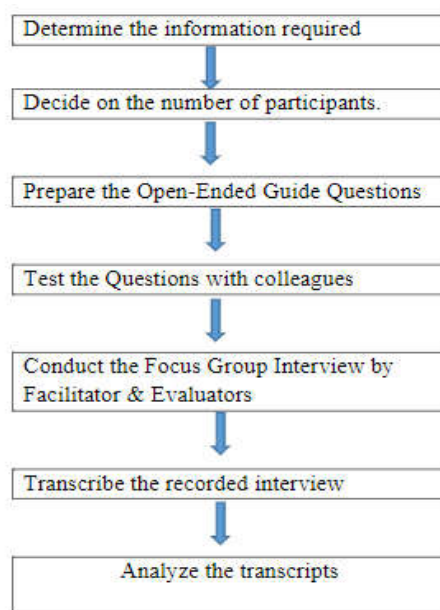 Determine the information required
Decide on the number of participants.
Prepare the Open-Ended Guide Questions
Test the Questions with colleagues
Conduct the Focus Group Interview by
Facilitator & Evaluators
Transcribe the recorded interview
Analyze the transcripts